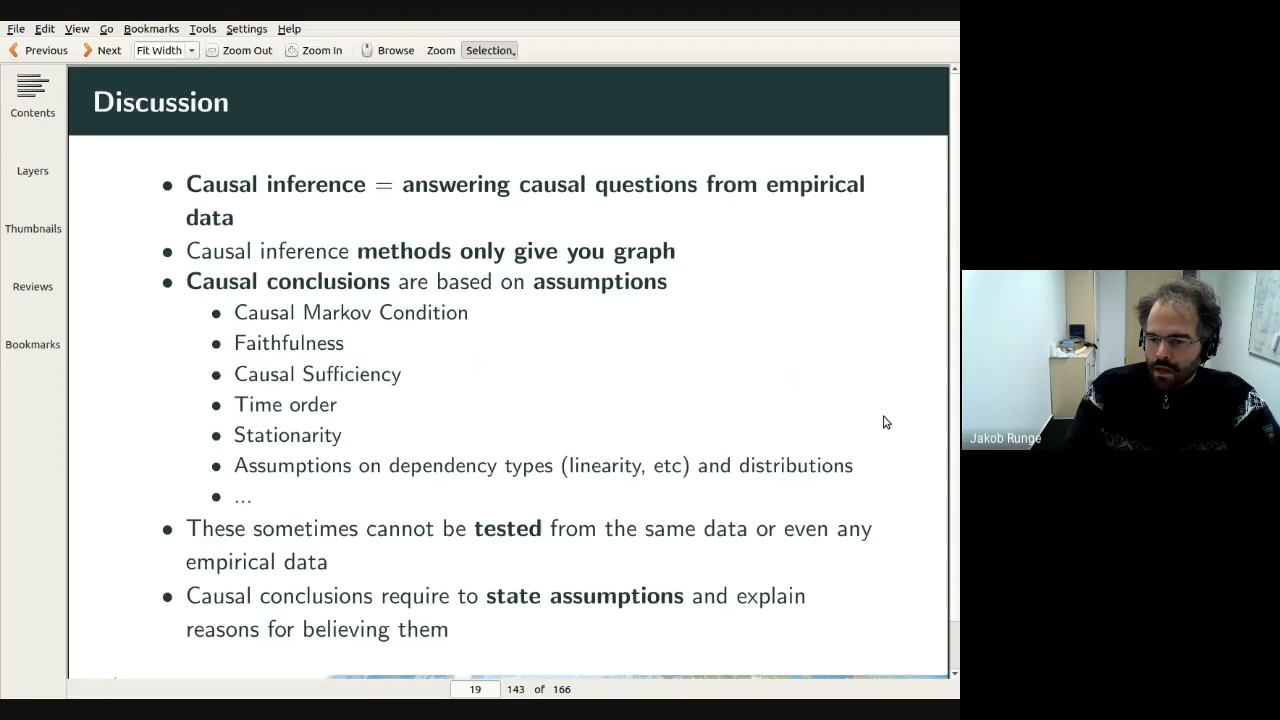 File Edit View Go Bookmarks Tools Settings Help
Previous Next Fit Width Zoom Out Zoom In Browse Zoom Selection
Contents
Layers
Thumbnails
Reviews
Bookmarks
Discussion
• Causal inference = answering causal questions from empirical
data
• Causal inference methods only give you graph
• Causal conclusions are based on assumptions
• Causal Markov Condition
• Faithfulness
• Causal Sufficiency
• Time order
• Stationarity
• Assumptions on dependency types (linearity, etc) and distributions
• ...
• These sometimes cannot be tested from the same data or even any
empirical data
• Causal conclusions require to state assumptions and explain
reasons for believing them
19 143 of 166
Jakob Runge